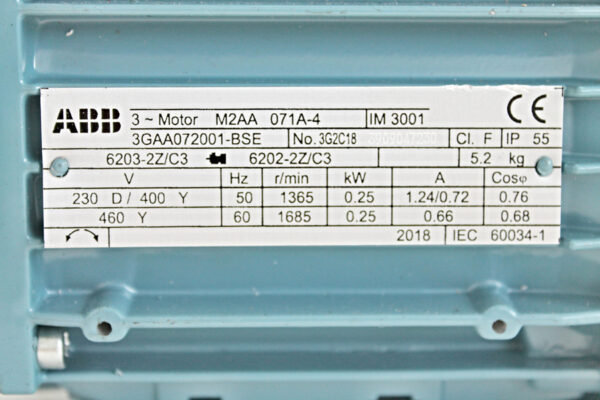 ABB 3 ~ Motor M2AA 071A-4 IM 3001 CE
3GAA072001-BSE No. 3G2C18 Cl. F IP 55
6203-2Z/C3 6202-2Z/C3 5.2 kg
V Hz r/min kW A Cosφ
230 D / 400 Y 50 1365 0.25 1.24/0.72 0.76
460 Y 60 1685 0.25 0.66 0.68
2018 IEC 60034-1